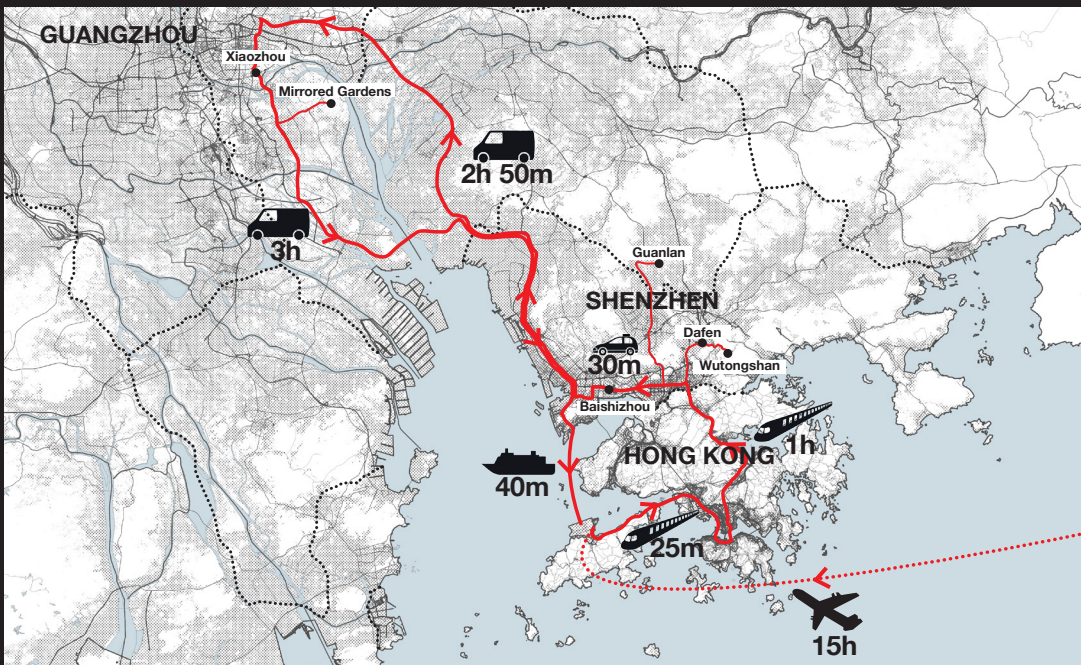 GUANGZHOU
Xiaozhou
Mirrored Gardens
2h 50m
3h
Guanlan
SHENZHEN
Dafen
30m
Wutongshan
Baishizhou
1h
HONG KONG
40m
25m
15h